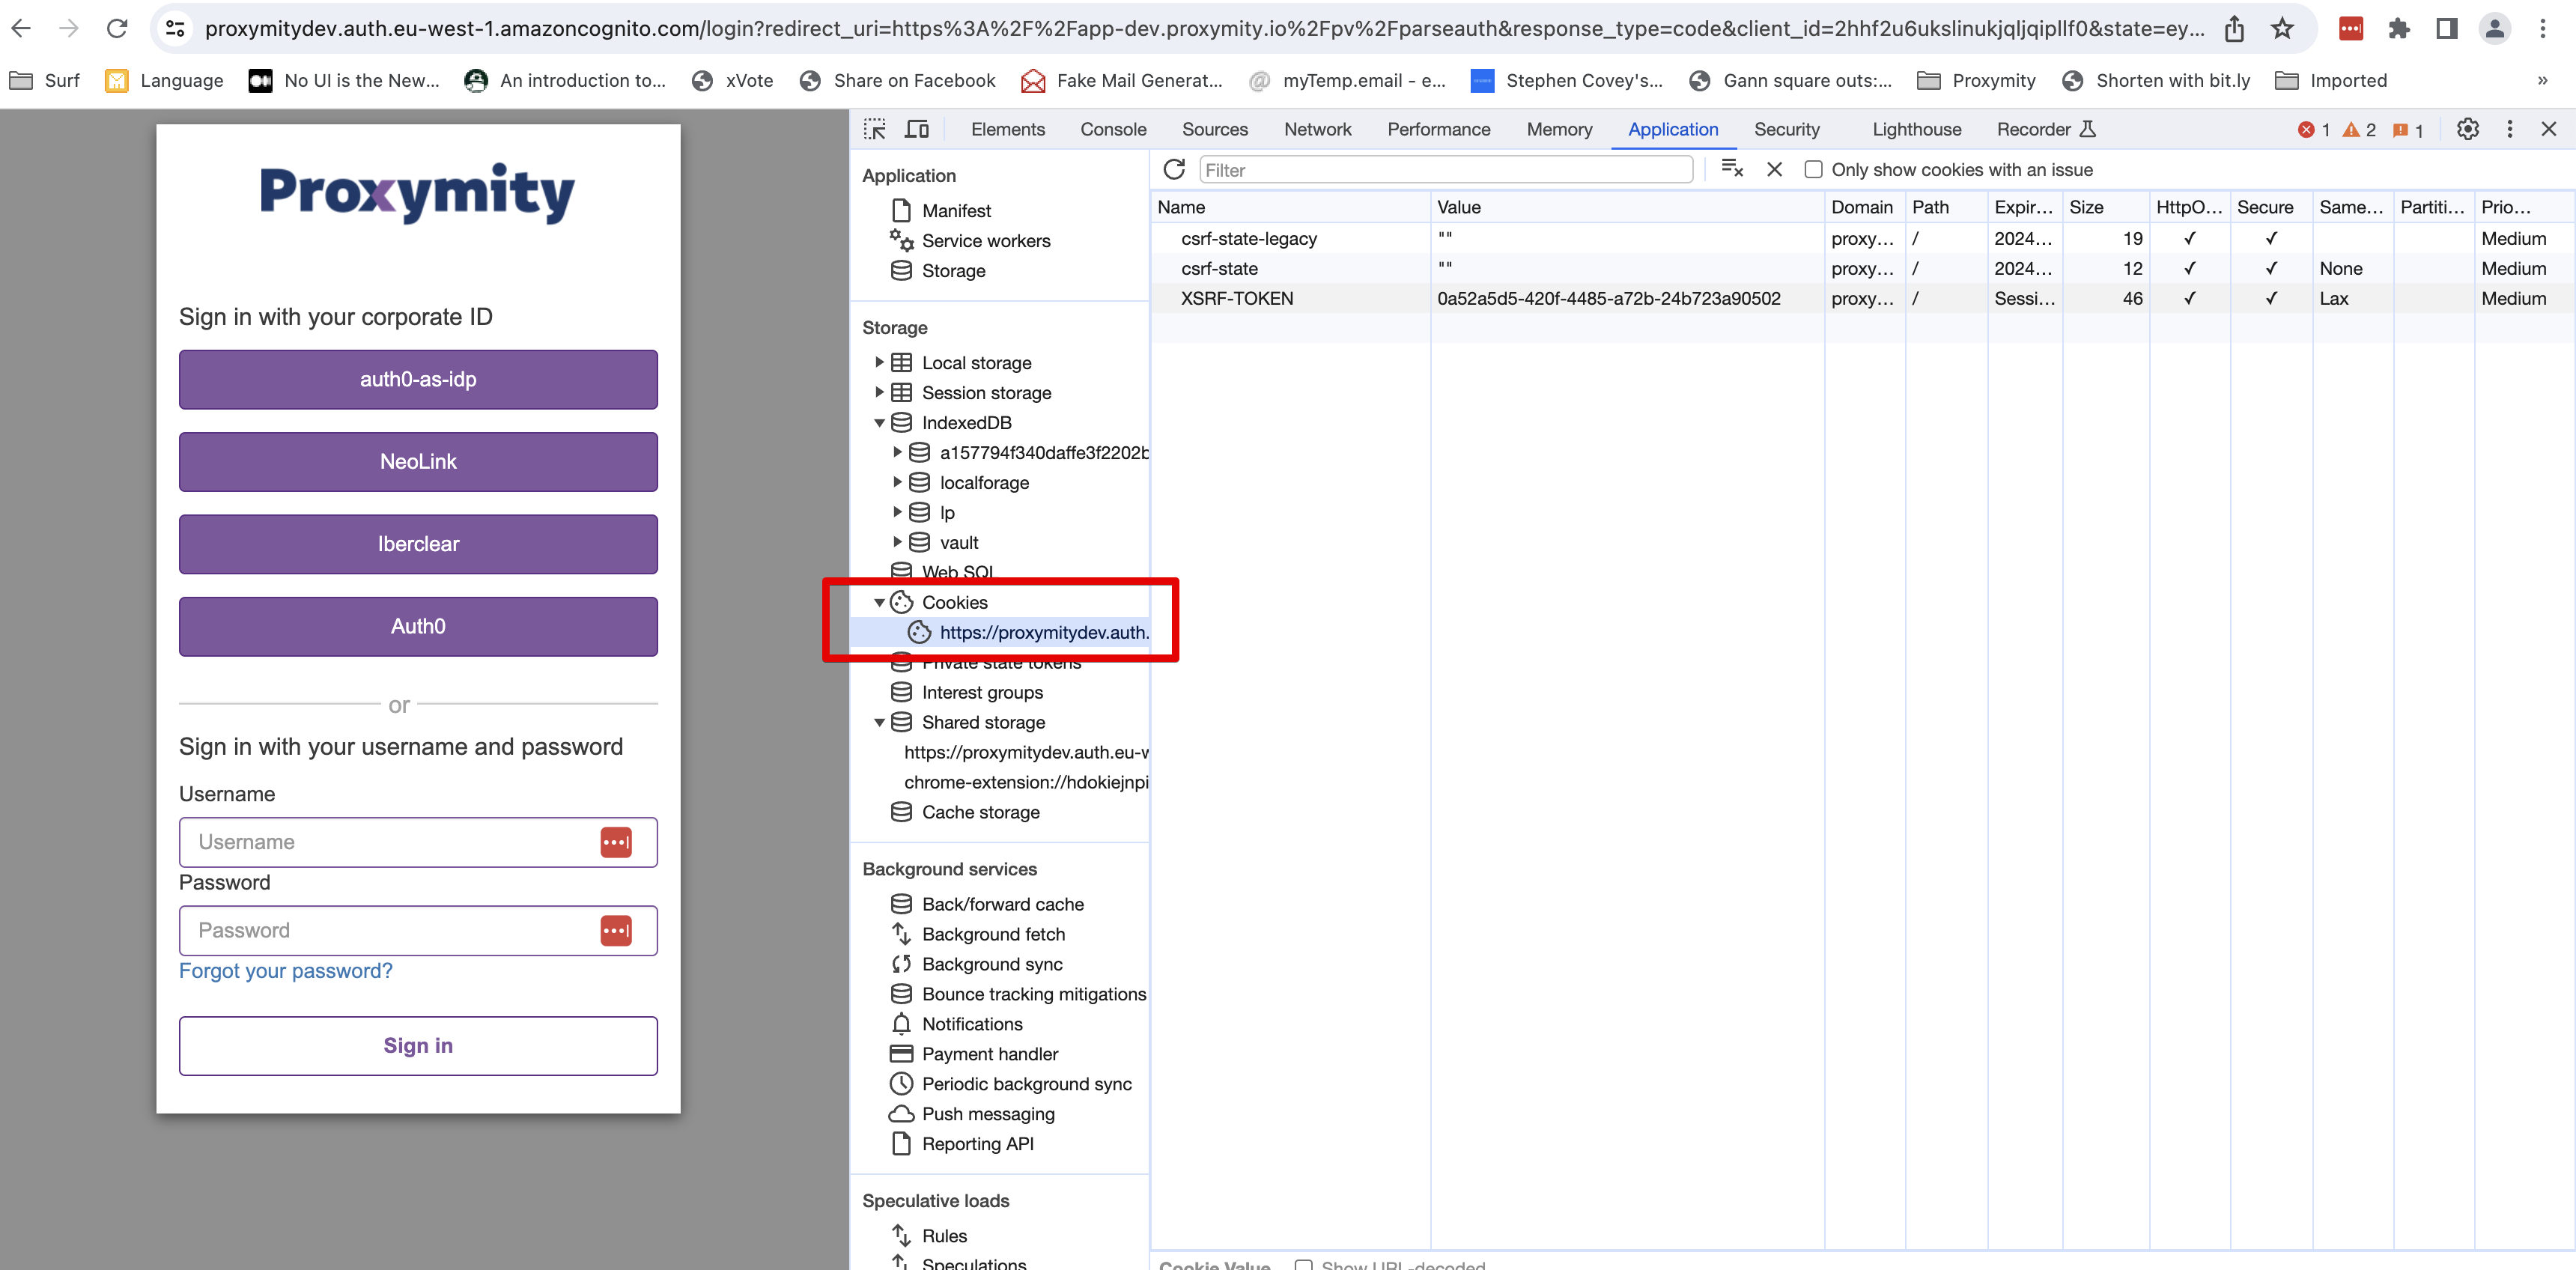 proxymitydev.auth.eu-west-1.amazoncognito.com/login?redirect_uri=https%3A%2F%2Fapp-dev.proxymity.io%2Fpv%2Fparseauth&response_type=code&client_id=2hhf2u6ukslinukjqljqipllf0&state=ey...
Surf Language No UI is the New... An introduction to... xVote Share on Facebook Fake Mail Generat... myTemp.email - e... Stephen Covey's... Gann square outs:... Proxymity Shorten with bit.ly Imported »
Proxymity
Sign in with your corporate ID
auth0-as-idp
NeoLink
Iberclear
Auth0
or
Sign in with your username and password
Username
Username
Password
Password
Forgot your password?
Sign in
Elements Console Sources Network Performance Memory Application Security Lighthouse Recorder 1 2 1
Application
Manifest
Service workers
Storage
Storage
Local storage
Session storage
IndexedDB
a157794f340daffe3f2202b
localforage
lp
vault
Web SQL
Cookies
https://proxymitydev.auth.
Private state tokens
Interest groups
Shared storage
https://proxymitydev.auth.eu-w
chrome-extension://hdokiejnpi
Cache storage
Background services
Back/forward cache
Background fetch
Background sync
Bounce tracking mitigations
Notifications
Payment handler
Periodic background sync
Push messaging
Reporting API
Speculative loads
Rules
Speculations
Filter Only show cookies with an issue
Name Value Domain Path Expir... Size HttpO... Secure Same... Partiti... Prio...
csrf-state-legacy "" proxy... / 2024... 19 ✓ ✓ Medium
csrf-state "" proxy... / 2024... 12 ✓ ✓ None Medium
XSRF-TOKEN 0a52a5d5-420f-4485-a72b-24b723a90502 proxy... / Sessi... 46 ✓ ✓ Lax Medium
Cookie Value Show URL-decoded